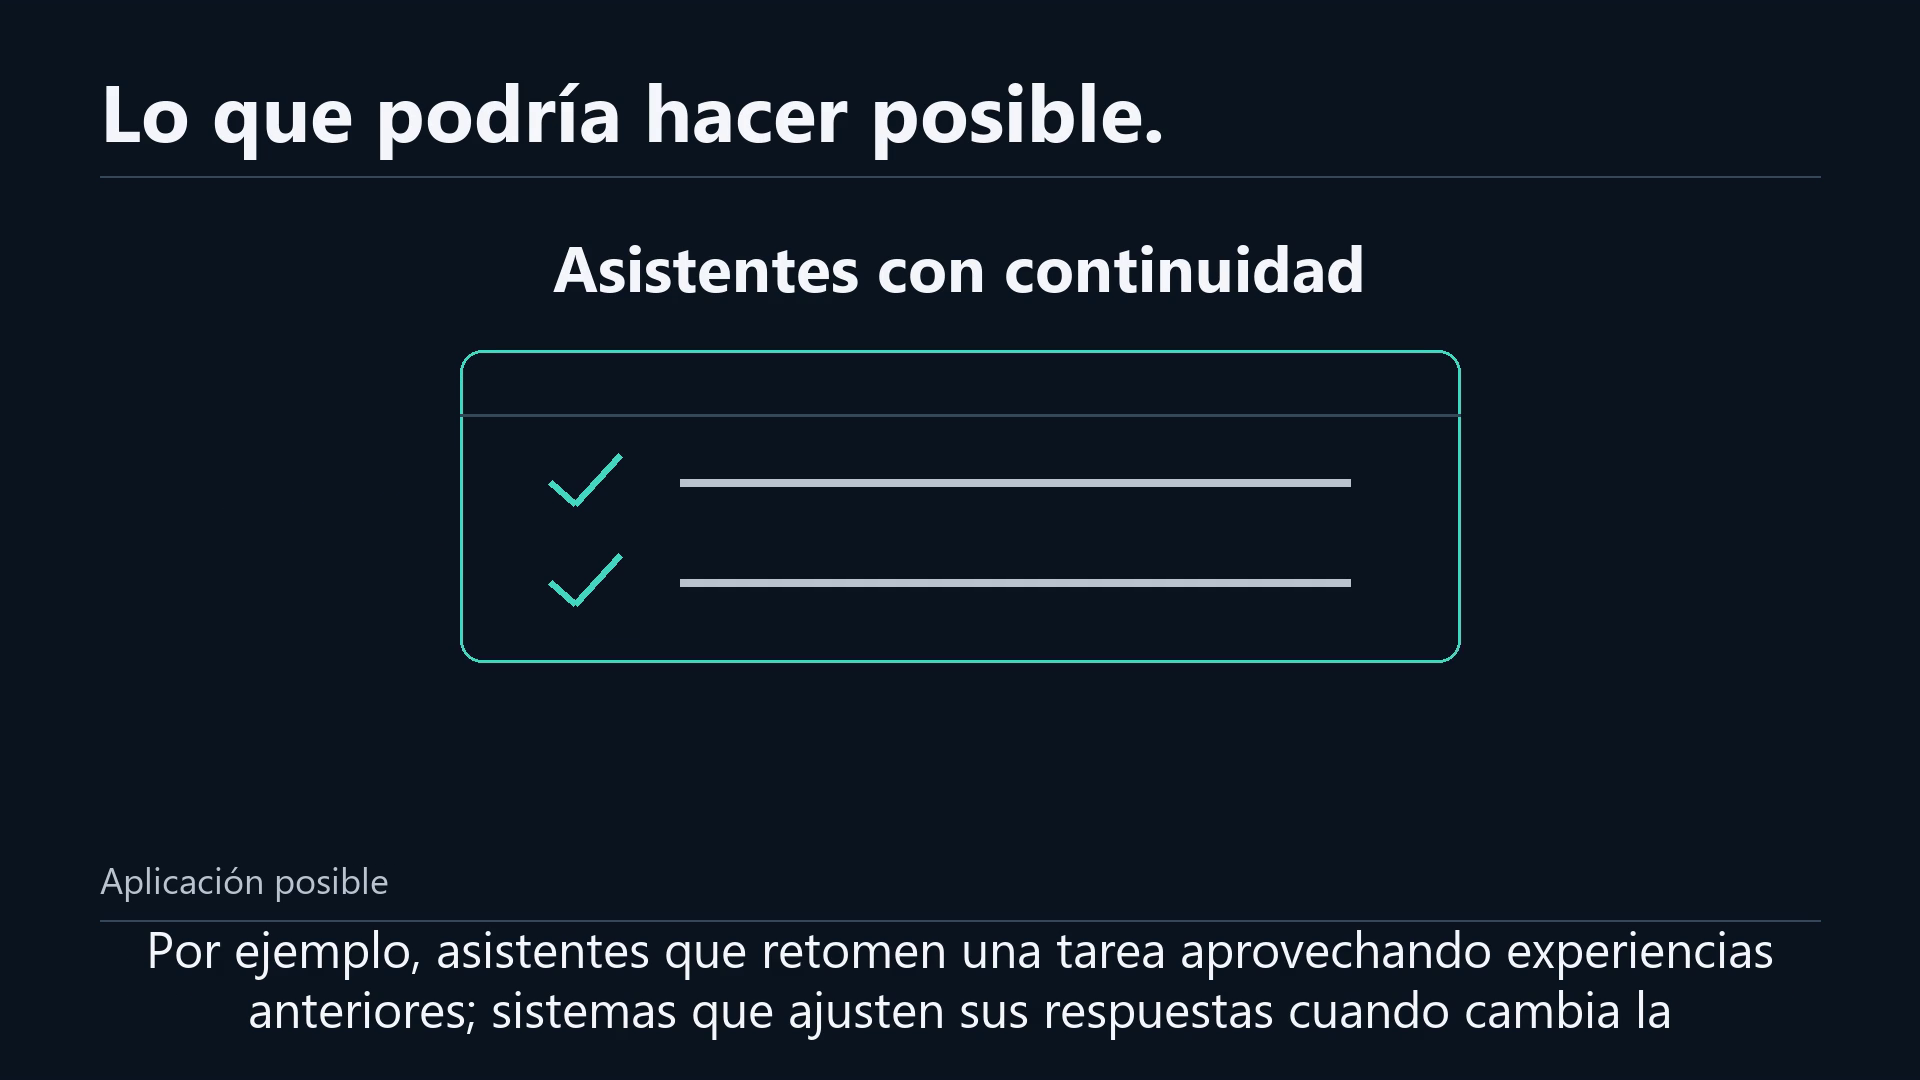 Lo que podría hacer posible.
Asistentes con continuidad
Aplicación posible
Por ejemplo, asistentes que retomen una tarea aprovechando experiencias
anteriores; sistemas que ajusten sus respuestas cuando cambia la